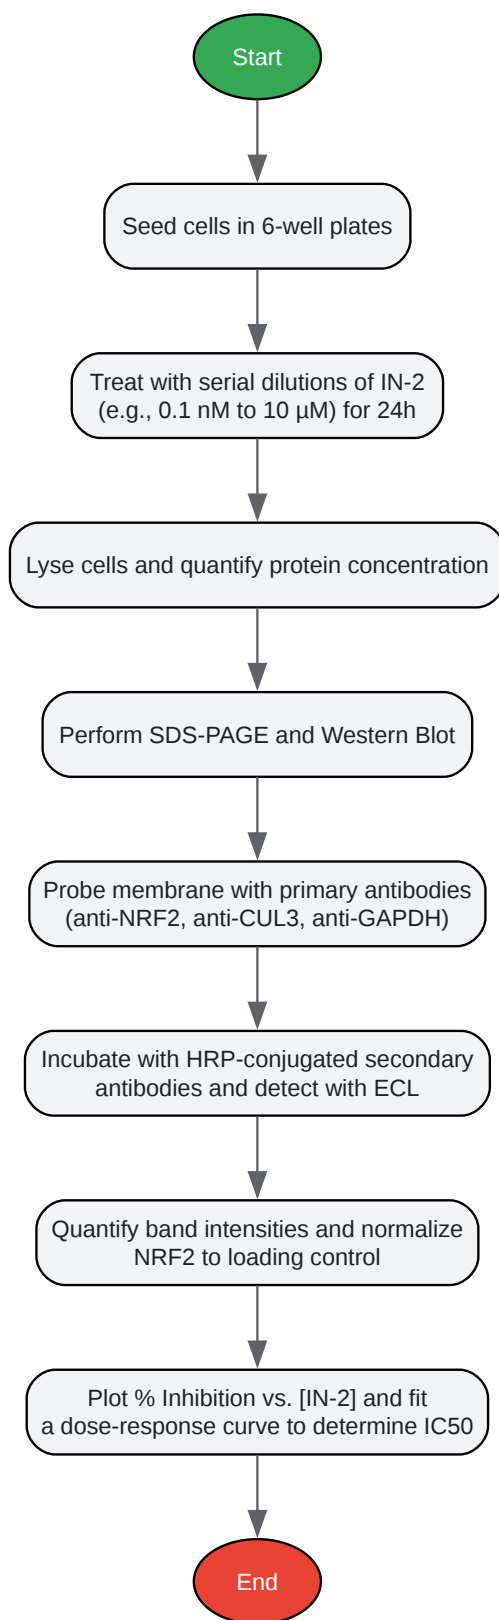 Start
Seed cells in 6-well plates
Treat with serial dilutions of IN-2
(e.g., 0.1 nM to 10 µM) for 24h
Lyse cells and quantify protein concentration
Perform SDS-PAGE and Western Blot
Probe membrane with primary antibodies
(anti-NRF2, anti-CUL3, anti-GAPDH)
Incubate with HRP-conjugated secondary
antibodies and detect with ECL
Quantify band intensities and normalize
NRF2 to loading control
Plot % Inhibition vs. [IN-2] and fit
a dose-response curve to determine IC50
End